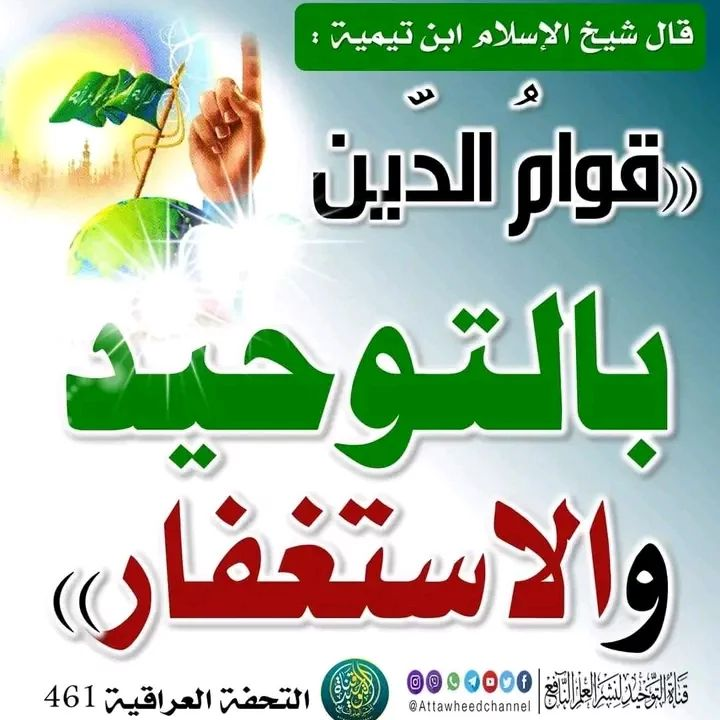 قال شيخ الإسلام ابن تيمية :
((قوامُ الدّين
بالتوحيد
والاستغفار))
قناة التوحيد لنشر العلم النافع
@Attawheedchannel
التحفة العراقية 461